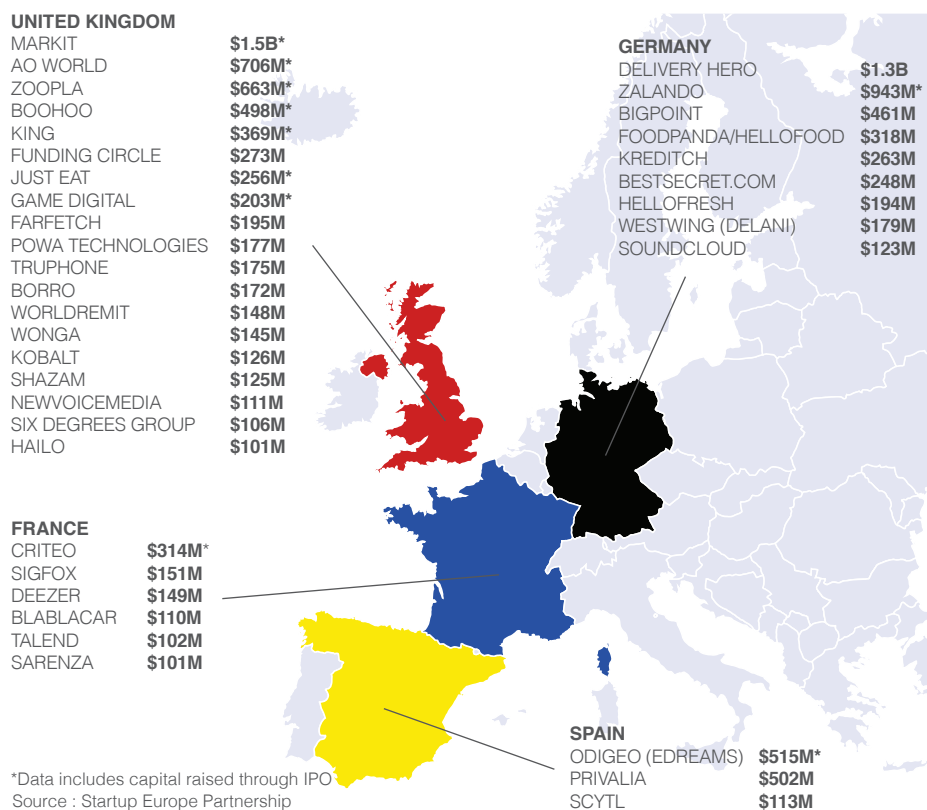 UNITED KINGDOM
MARKIT $1.5B*
AO WORLD $706M*
ZOOPLA $663M*
BOOHOO $498M*
KING $369M*
FUNDING CIRCLE $273M
JUST EAT $256M*
GAME DIGITAL $203M*
FARFETCH $195M
POWA TECHNOLOGIES $177M
TRUPHONE $175M
BORRO $172M
WORLDREMIT $148M
WONGA $145M
KOBALT $126M
SHAZAM $125M
NEWVOICEMEDIA $111M
SIX DEGREES GROUP $106M
HAILO $101M
GERMANY
DELIVERY HERO $1.3B
ZALANDO $943M*
BIGPOINT $461M
FOODPANDA/HELLOFOOD $318M
KREDITCH $263M
BESTSECRET.COM $248M
HELLOFRESH $194M
WESTWING (DELANI) $179M
SOUNDCLOUD $123M
FRANCE
CRITEO $314M*
SIGFOX $151M
DEEZER $149M
BLABLACAR $110M
TALEND $102M
SARENZA $101M
SPAIN
ODIGEO (EDREAMS) $515M*
PRIVALIA $502M
SCYTL $113M
*Data includes capital raised through IPO
Source : Startup Europe Partnership